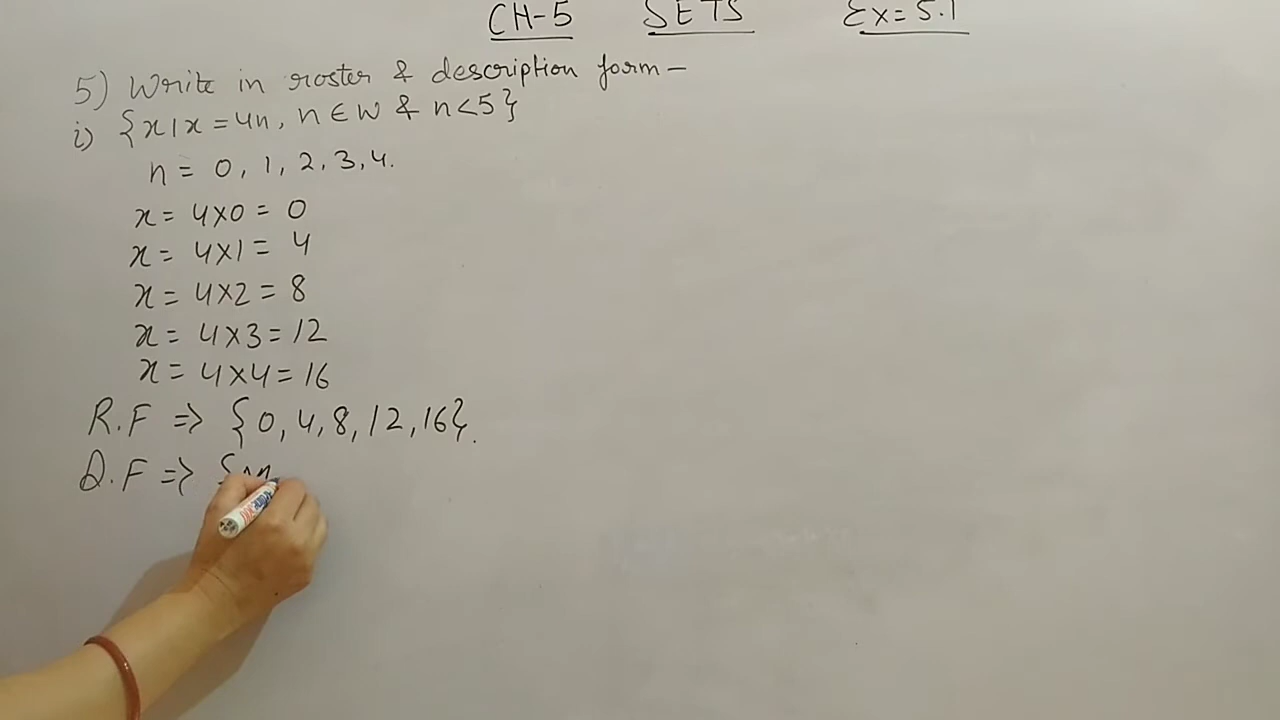 CH-5 SETS Ex=5.1
5) Write in roster & description form –
i) {x|x=4n, n∈W & n<5}
n = 0, 1, 2, 3, 4.
x = 4×0 = 0
x = 4×1 = 4
x = 4×2 = 8
x = 4×3 = 12
x = 4×4 = 16
R.F => {0, 4, 8, 12, 16}.
D.F => {